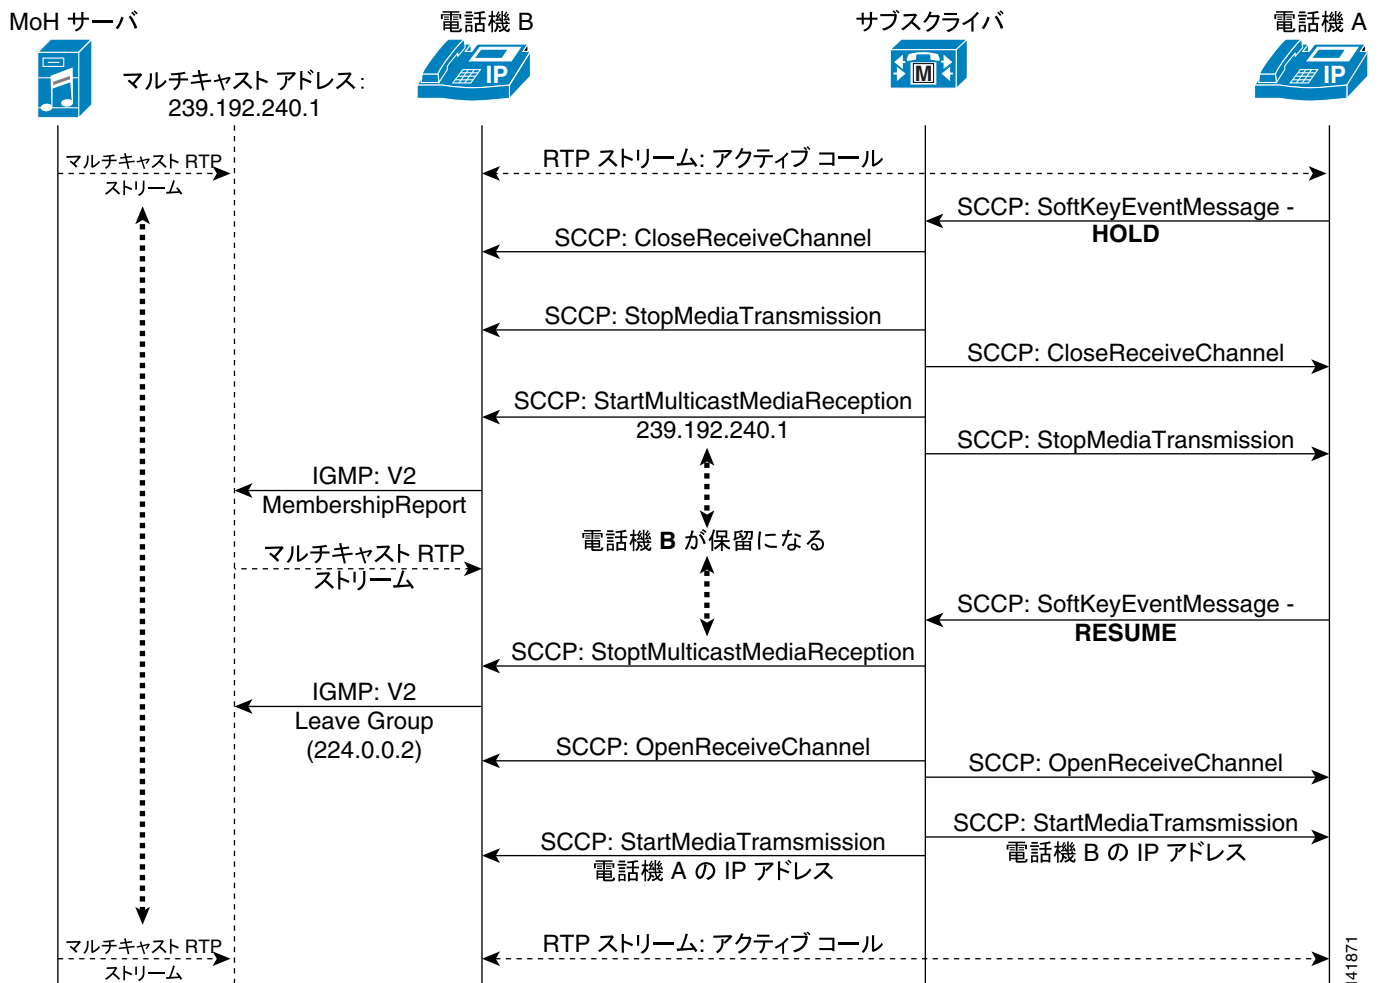 MoH サーバ
電話機 B
サブスクライバ
電話機 A
IP
M
IP
マルチキャスト アドレス:
239.192.240.1
マルチキャスト RTP
ストリーム
RTP ストリーム: アクティブ コール
SCCP: SoftKeyEventMessage -
HOLD
SCCP: CloseReceiveChannel
SCCP: StopMediaTransmission
SCCP: CloseReceiveChannel
SCCP: StartMulticastMediaReception
239.192.240.1
SCCP: StopMediaTransmission
IGMP: V2
MembershipReport
電話機 B が保留になる
マルチキャスト RTP
ストリーム
SCCP: SoftKeyEventMessage -
RESUME
SCCP: StoptMulticastMediaReception
IGMP: V2
Leave Group
(224.0.0.2)
SCCP: OpenReceiveChannel
SCCP: OpenReceiveChannel
SCCP: StartMediaTramsmission
電話機 B の IP アドレス
SCCP: StartMediaTramsmission
電話機 A の IP アドレス
マルチキャスト RTP
ストリーム
RTP ストリーム: アクティブ コール
141871